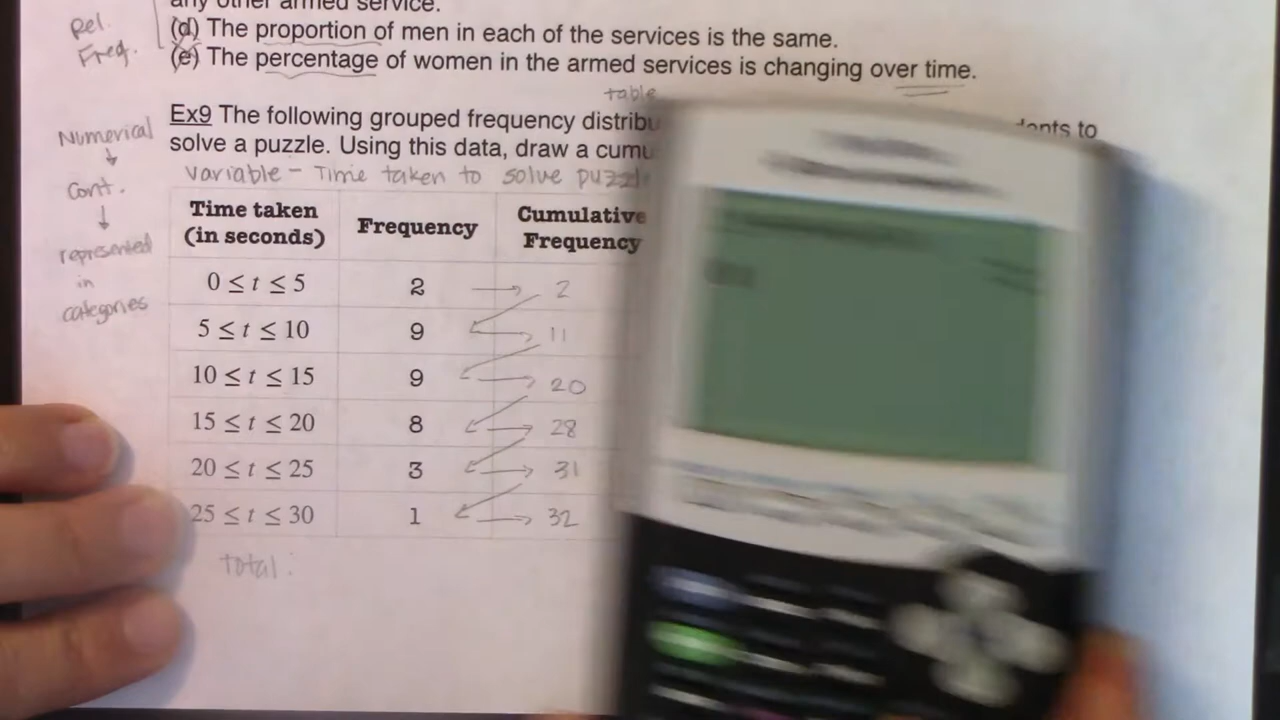 any other armed service.
Rel.
Freq.
(d) The proportion of men in each of the services is the same.
(e) The percentage of women in the armed services is changing over time.
table
Ex9 The following grouped frequency distribu
ents to
solve a puzzle. Using this data, draw a cumu
Variable - Time taken to solve puzzl
Numerical
Cont.
represented
in
categories
Time taken (in seconds) Frequency Cumulative Frequency
0 ≤ t ≤ 5 2 2
5 ≤ t ≤ 10 9 11
10 ≤ t ≤ 15 9 20
15 ≤ t ≤ 20 8 28
20 ≤ t ≤ 25 3 31
25 ≤ t ≤ 30 1 32
Total: